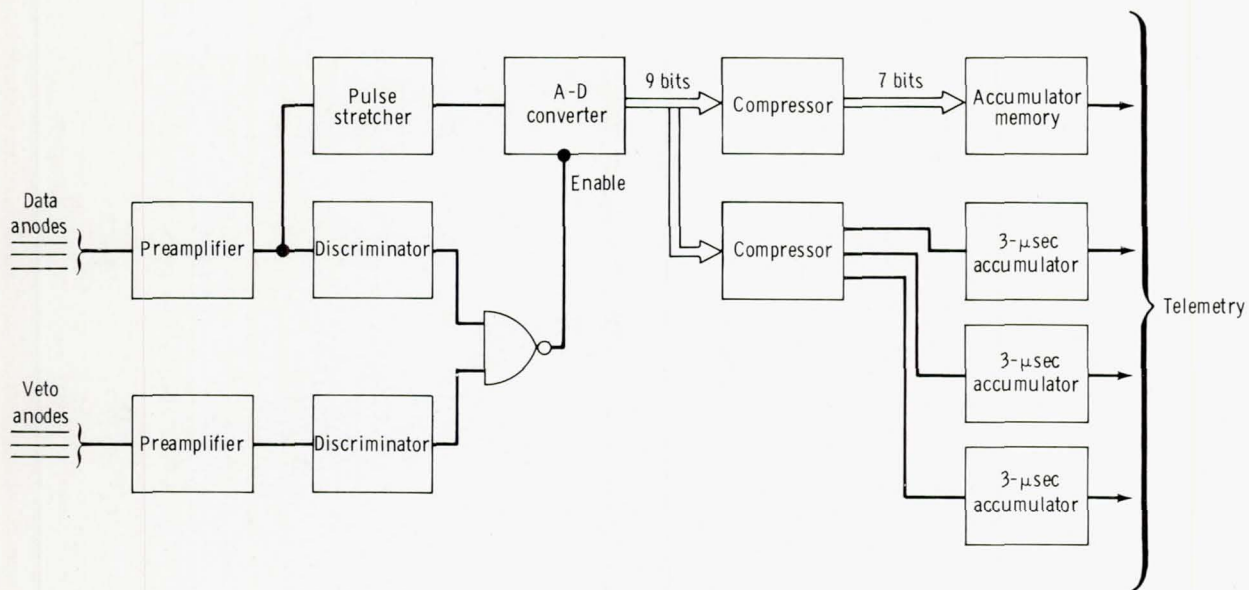 Pulse
stretcher
A-D
converter
9 bits
Compressor
7 bits
Accumulator
memory
Enable
Data
anodes
Preamplifier
Discriminator
Compressor
3-μsec
accumulator
Telemetry
3-μsec
accumulator
Veto
anodes
Preamplifier
Discriminator
3-μsec
accumulator